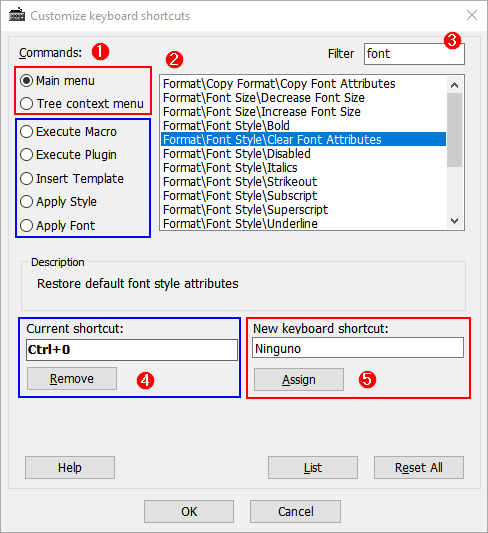 Customize keyboard shortcuts
Commands:
1
2
Filter
font
3
Main menu
Tree context menu
Execute Macro
Execute Plugin
Insert Template
Apply Style
Apply Font
Format\Copy Format\Copy Font Attributes
Format\Font Size\Decrease Font Size
Format\Font Size\Increase Font Size
Format\Font Style\Bold
Format\Font Style\Clear Font Attributes
Format\Font Style\Disabled
Format\Font Style\Italics
Format\Font Style\Strikeout
Format\Font Style\Subscript
Format\Font Style\Superscript
Format\Font Style\Underline
Description
Restore default font style attributes
Current shortcut:
Ctrl+0
Remove
4
New keyboard shortcut:
Ninguno
Assign
5
Help
List
Reset All
OK
Cancel